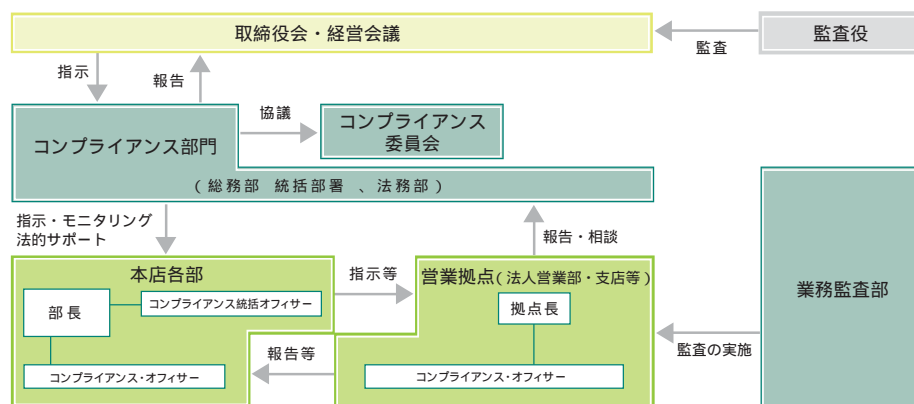 取締役会・経営会議
監査
監査役
指示
報告
コンプライアンス部門
協議
コンプライアンス
委員会
(総務部 統括部署 、法務部)
指示・モニタリング
法的サポート
報告・相談
本店各部
部長
コンプライアンス統括オフィサー
コンプライアンス・オフィサー
指示等
報告等
営業拠点(法人営業部・支店等)
拠点長
コンプライアンス・オフィサー
監査の実施
業務監査部